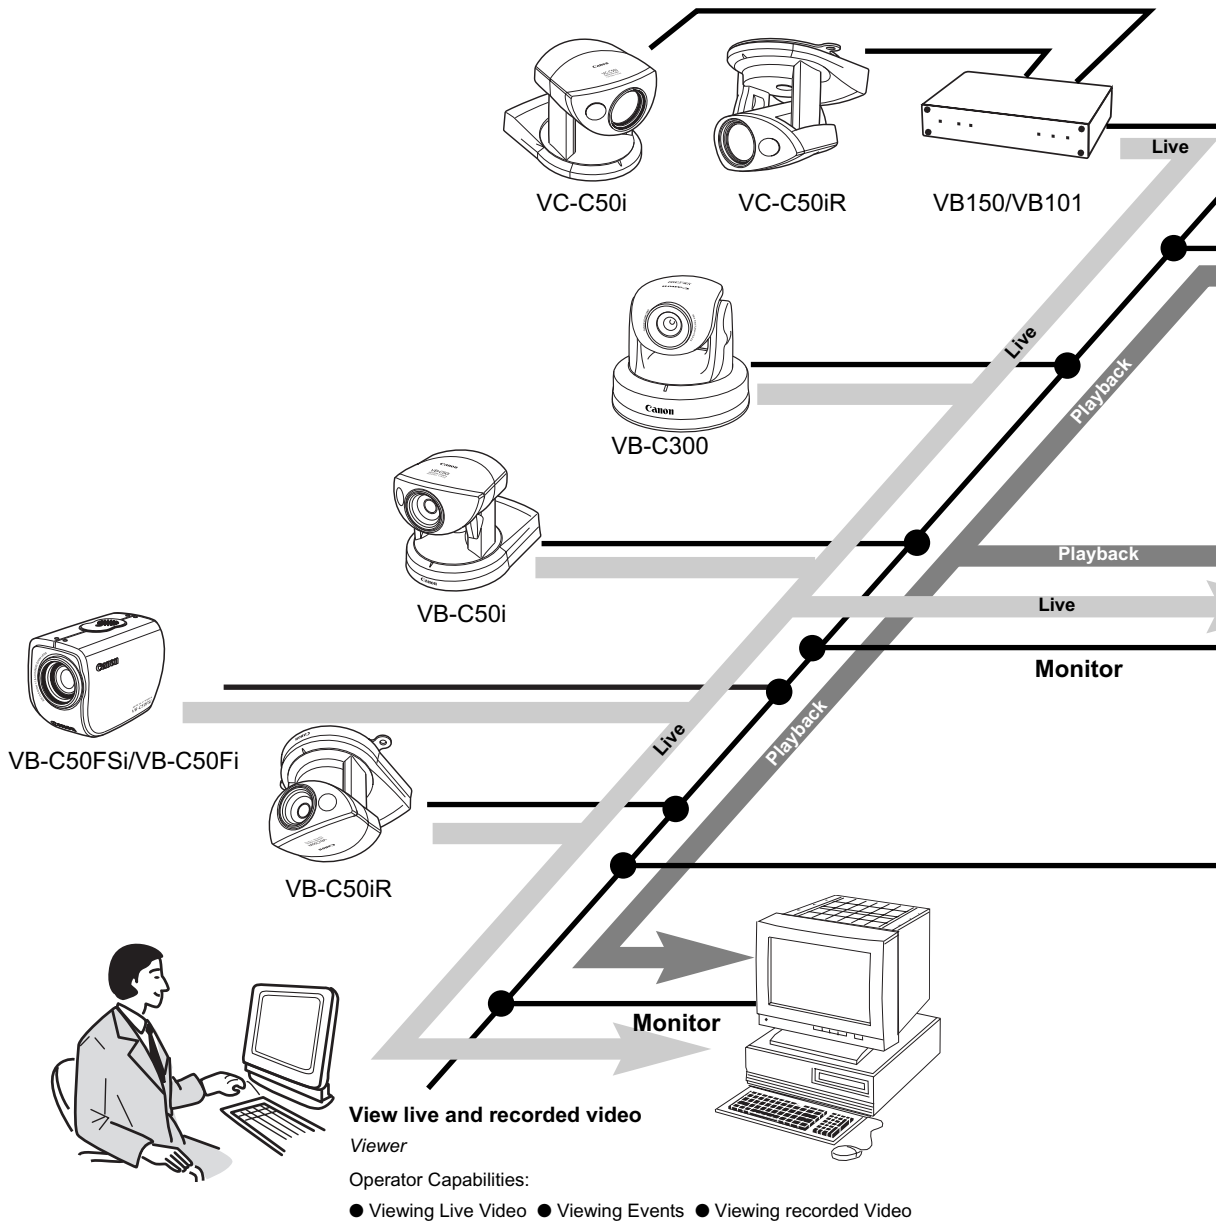 Live
VC-C50i
VC-C50iR
VB150/VB101
Live
Playback
Canon
VB-C300
Playback
VB-C50i
Live
Canon
Monitor
Live
Playback
VB-C50FSi/VB-C50Fi
VB-C50iR
Monitor
View live and recorded video
Viewer
Operator Capabilities:
● Viewing Live Video ● Viewing Events ● Viewing recorded Video